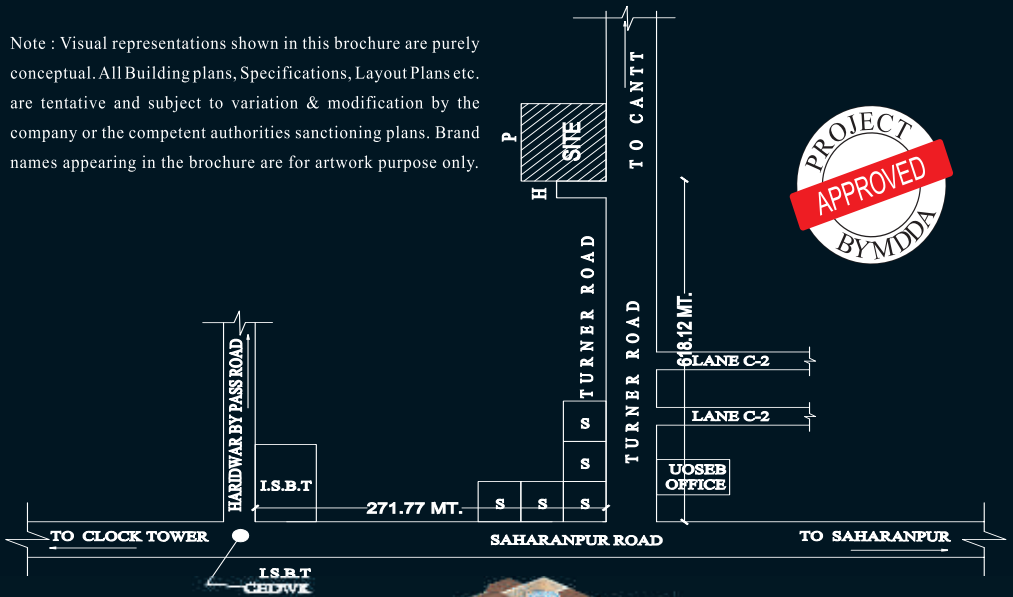 Note : Visual representations shown in this brochure are purely
conceptual. All Building plans, Specifications, Layout Plans etc.
are tentative and subject to variation & modification by the
company or the competent authorities sanctioning plans. Brand
names appearing in the brochure are for artwork purpose only.
TO CANTT
P
SITE
H
PROJECT
APPROVED
BYMDDA
TURNER ROAD
TURNER ROAD
618.12 MT.
LANE C-2
LANE C-2
HARIDWAR BY PASS ROAD
I.S.B.T
S
S
UOSEB
OFFICE
271.77 MT.
S
S
S
TO CLOCK TOWER
SAHARANPUR ROAD
TO SAHARANPUR
I.S.B.T